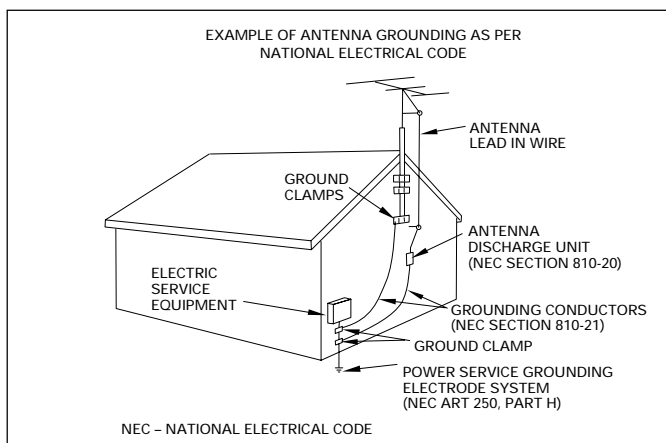 EXAMPLE OF ANTENNA GROUNDING AS PER
NATIONAL ELECTRICAL CODE
ANTENNA
LEAD IN WIRE
GROUND
CLAMPS
ANTENNA
DISCHARGE UNIT
(NEC SECTION 810-20)
ELECTRIC
SERVICE
EQUIPMENT
GROUNDING CONDUCTORS
(NEC SECTION 810-21)
GROUND CLAMP
POWER SERVICE GROUNDING
ELECTRODE SYSTEM
(NEC ART 250, PART H)
NEC – NATIONAL ELECTRICAL CODE